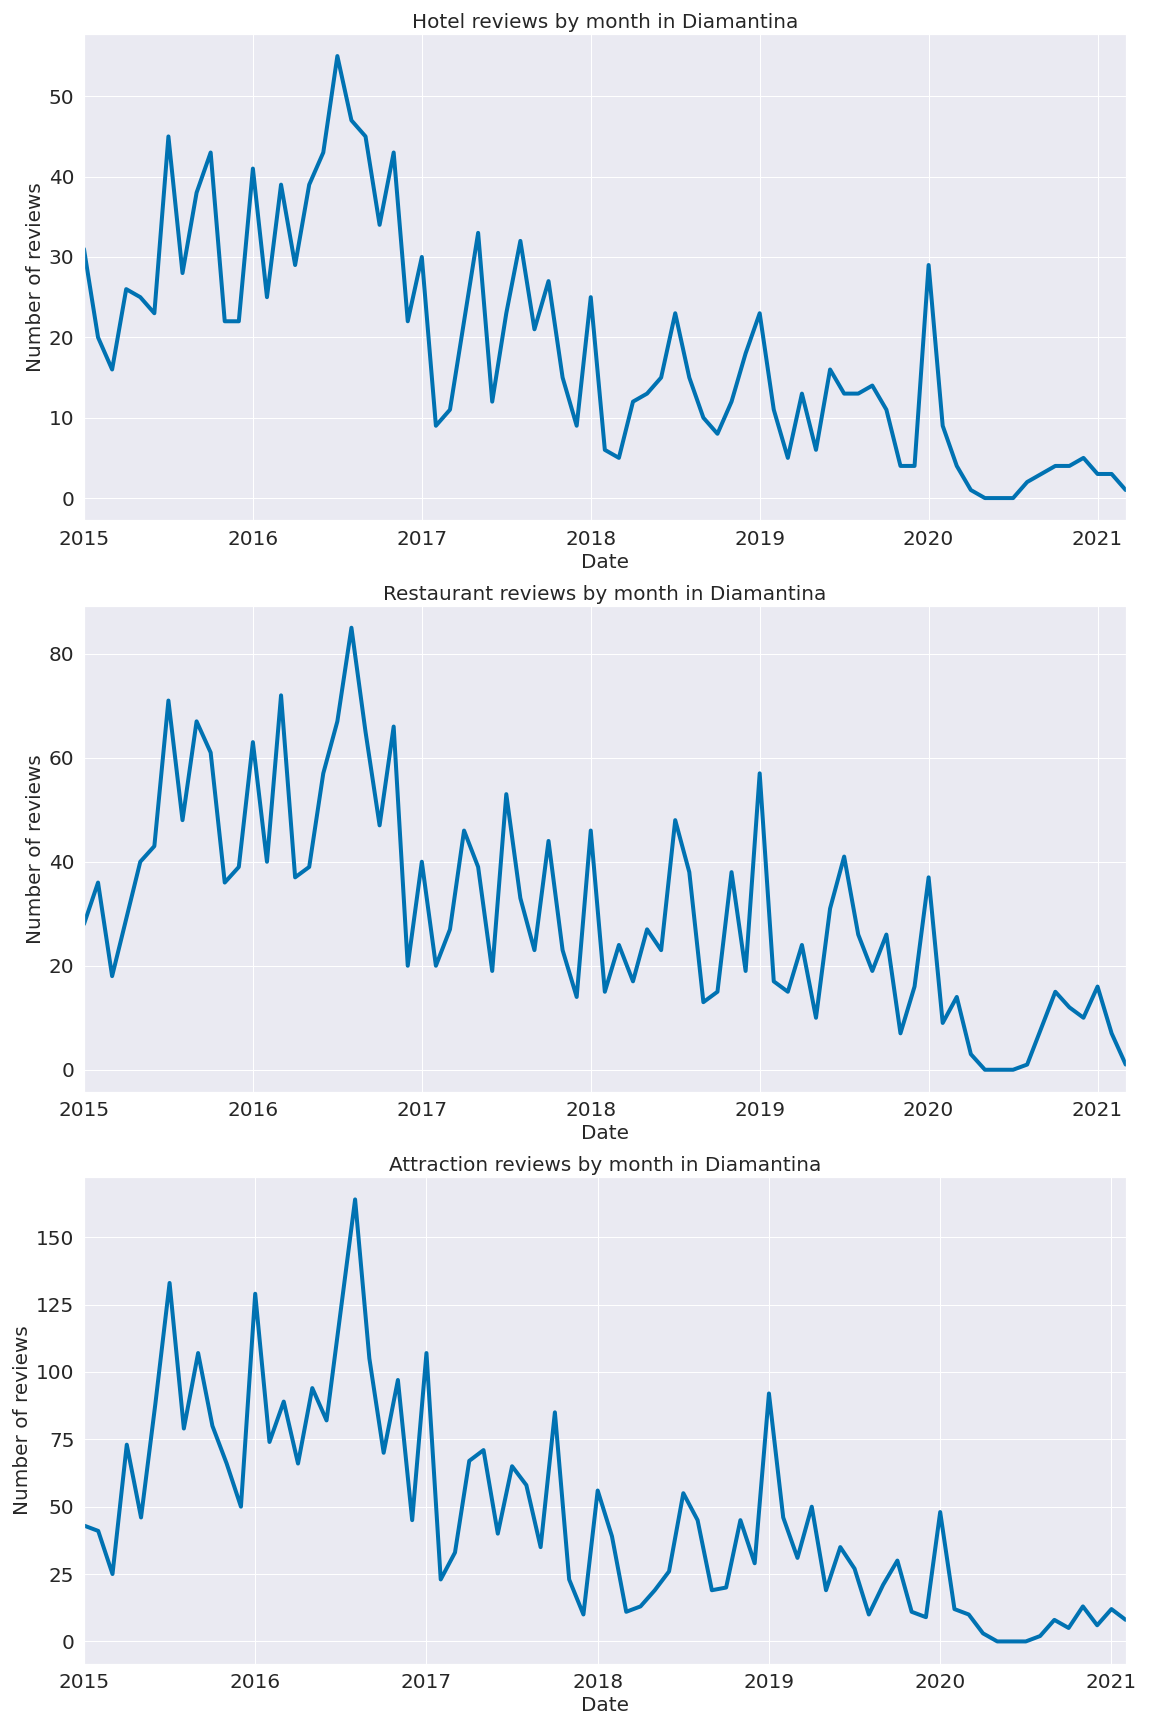 Hotel reviews by month in Diamantina
50
40
30
20
10
0
Number of reviews
2015 2016 2017 2018 2019 2020 2021
Date
Restaurant reviews by month in Diamantina
80
60
40
20
0
Number of reviews
2015 2016 2017 2018 2019 2020 2021
Date
Attraction reviews by month in Diamantina
150
125
100
75
50
25
0
Number of reviews
2015 2016 2017 2018 2019 2020 2021
Date